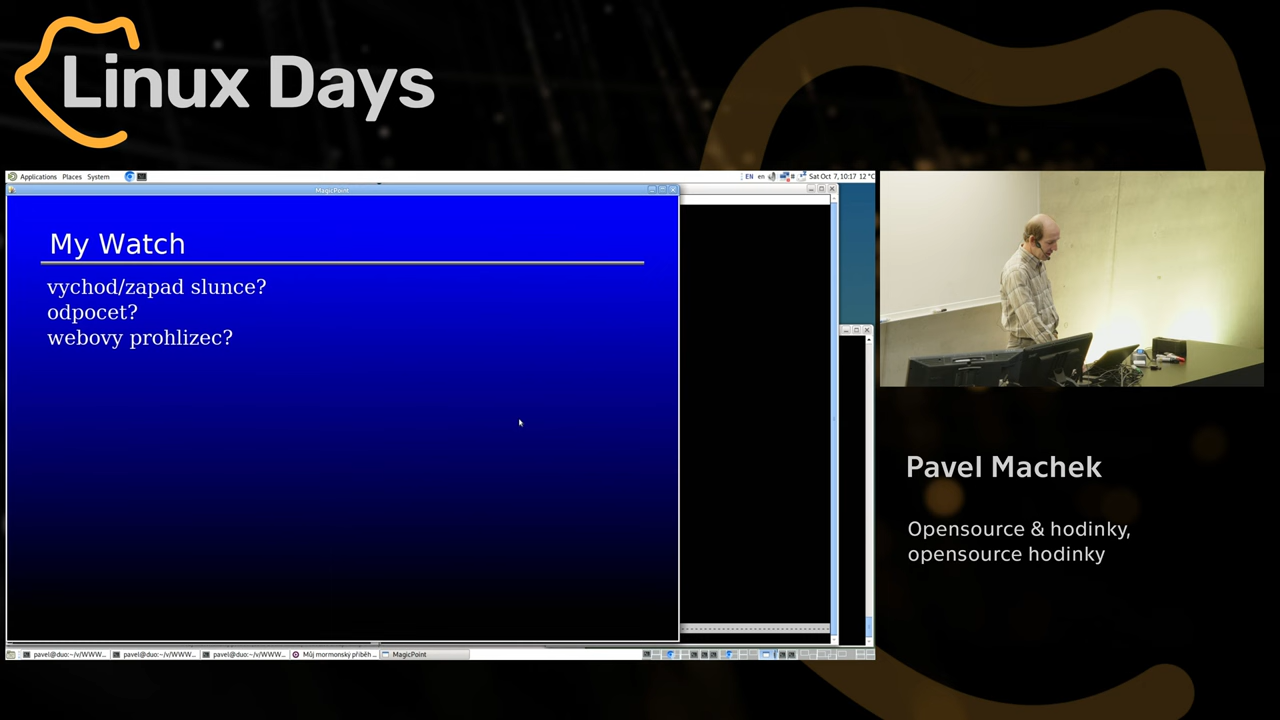 Linux Days
Applications Places System
EN en Sat Oct 7, 10:17 12 °C
MagicPoint
My Watch
vychod/zapad slunce?
odpocet?
webovy prohlizec?
pavel@duo:~/v/WWW... pavel@duo:~/v/WWW... pavel@duo:~/v/WWW... Můj mormonský příběh ... MagicPoint
Pavel Machek
Opensource & hodinky,
opensource hodinky